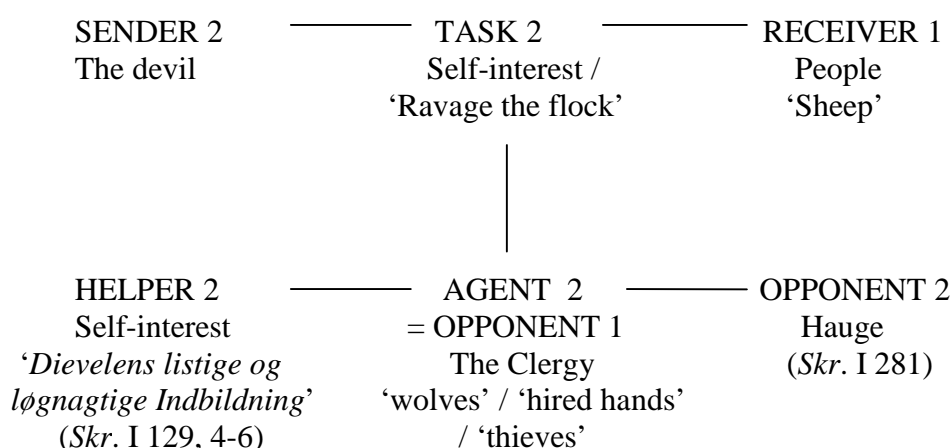 SENDER 2 TASK 2 RECEIVER 1
The devil Self-interest / People
‘Ravage the flock’ ‘Sheep’
HELPER 2 AGENT 2 OPPONENT 2
Self-interest = OPPONENT 1 Hauge
‘Dievelens listige og The Clergy (Skr. I 281)
løgnagtige Indbildning’ ‘wolves’ / ‘hired hands’
(Skr. I 129, 4-6) / ‘thieves’